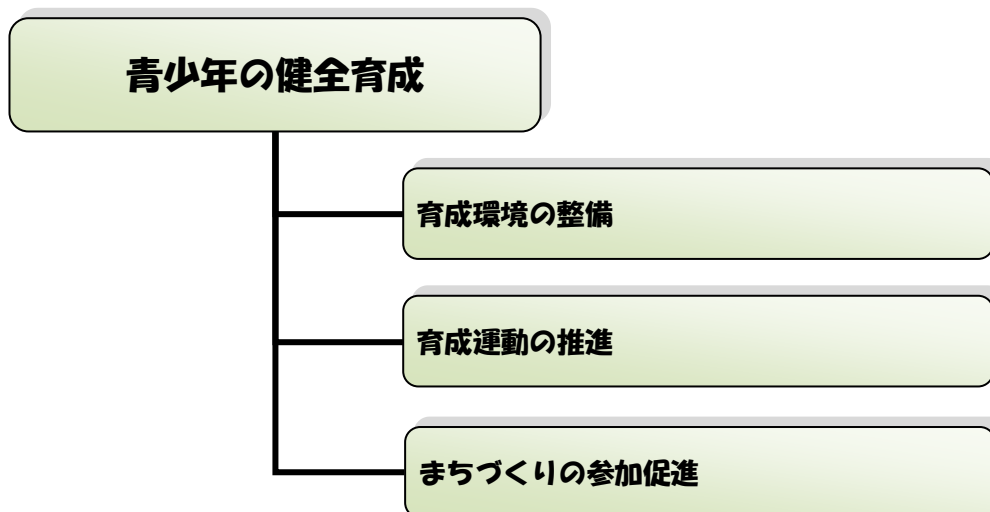 青少年の健全育成
育成環境の整備
育成運動の推進
まちづくりの参加促進